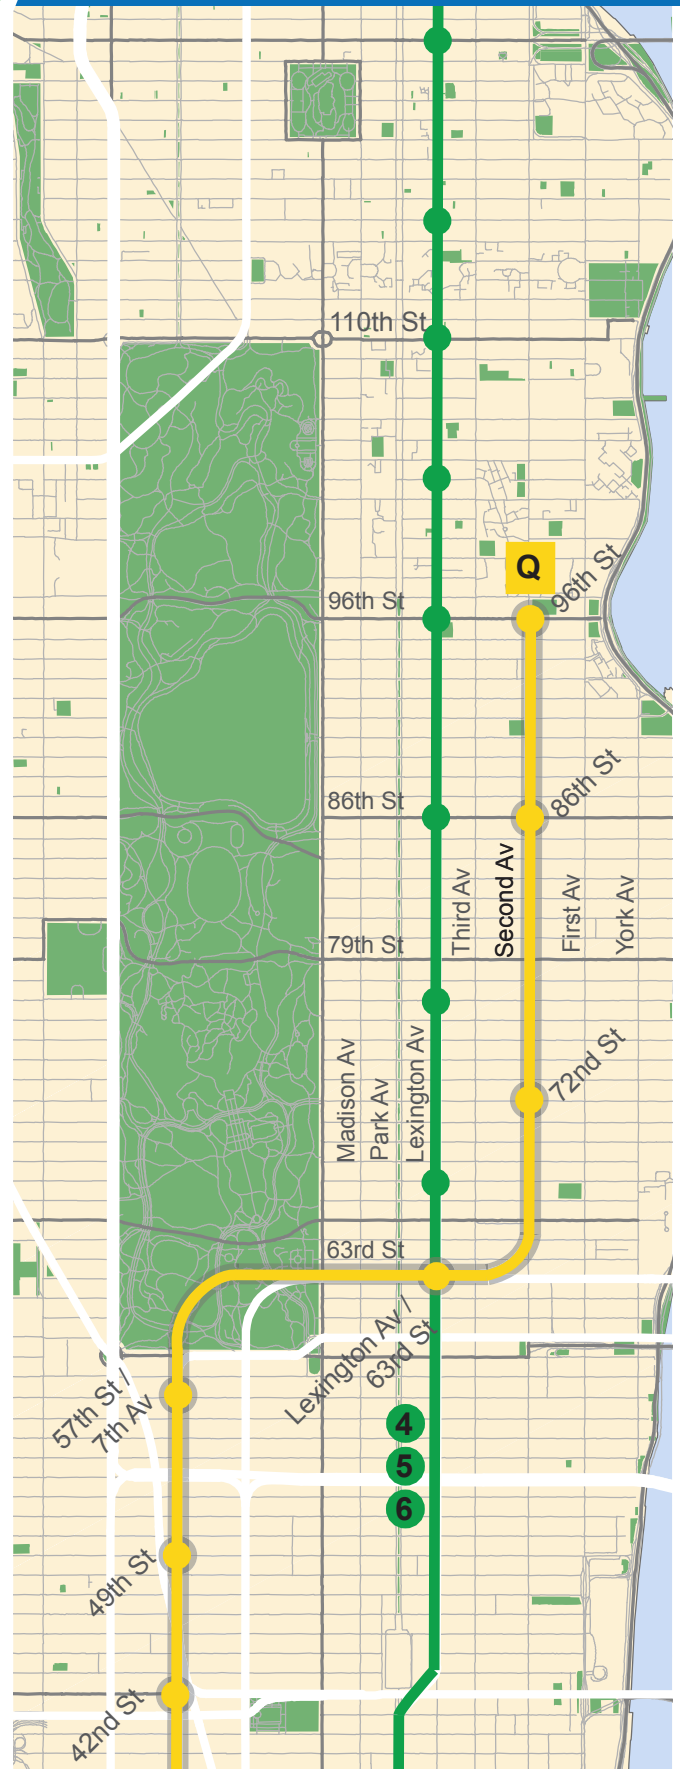 110th St
Q
96th St
96th St
86th St
86th St
Third Av
Second Av
First Av
York Av
79th St
72nd St
Madison Av
Park Av
Lexington Av
63rd St
Lexington Av /
63rd St
57th St /
7th Av
4
5
6
49th St
42nd St